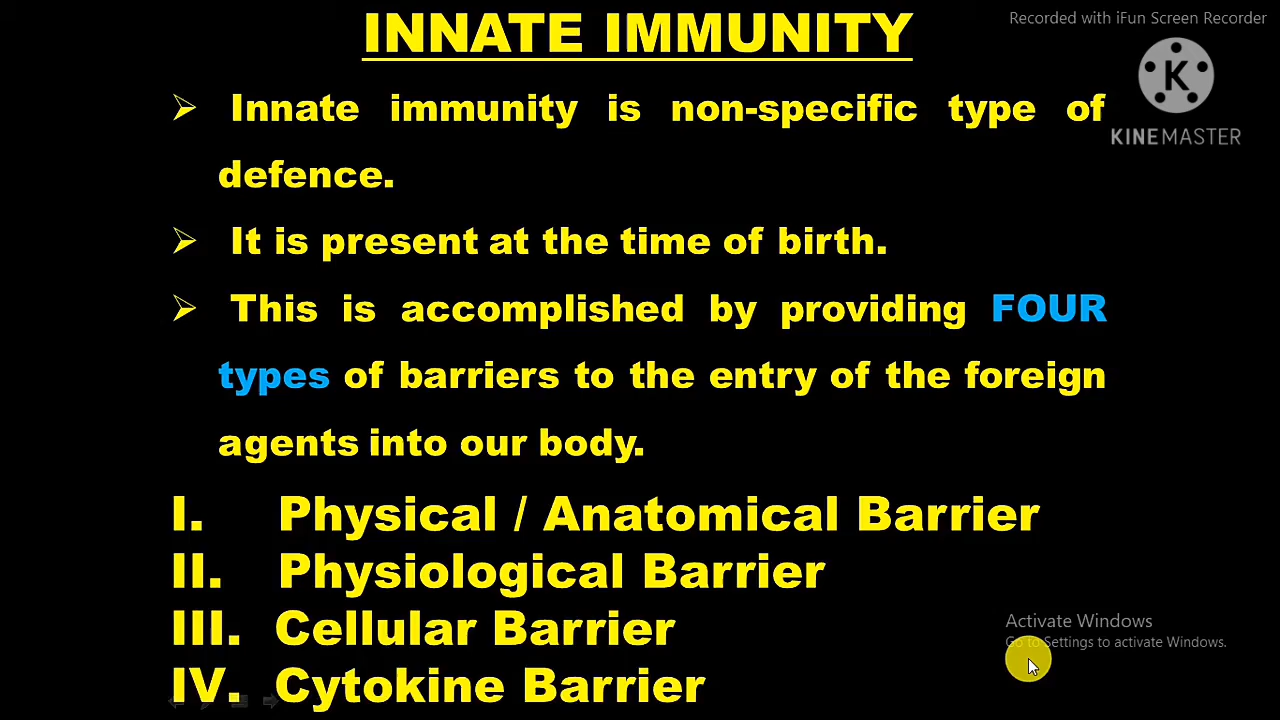 INNATE IMMUNITY
Recorded with iFun Screen Recorder
K
KINEMASTER
➢ Innate immunity is non-specific type of
defence.
➢ It is present at the time of birth.
➢ This is accomplished by providing FOUR
types of barriers to the entry of the foreign
agents into our body.
I. Physical / Anatomical Barrier
II. Physiological Barrier
III. Cellular Barrier
IV. Cytokine Barrier
Activate Windows
Go to Settings to activate Windows.